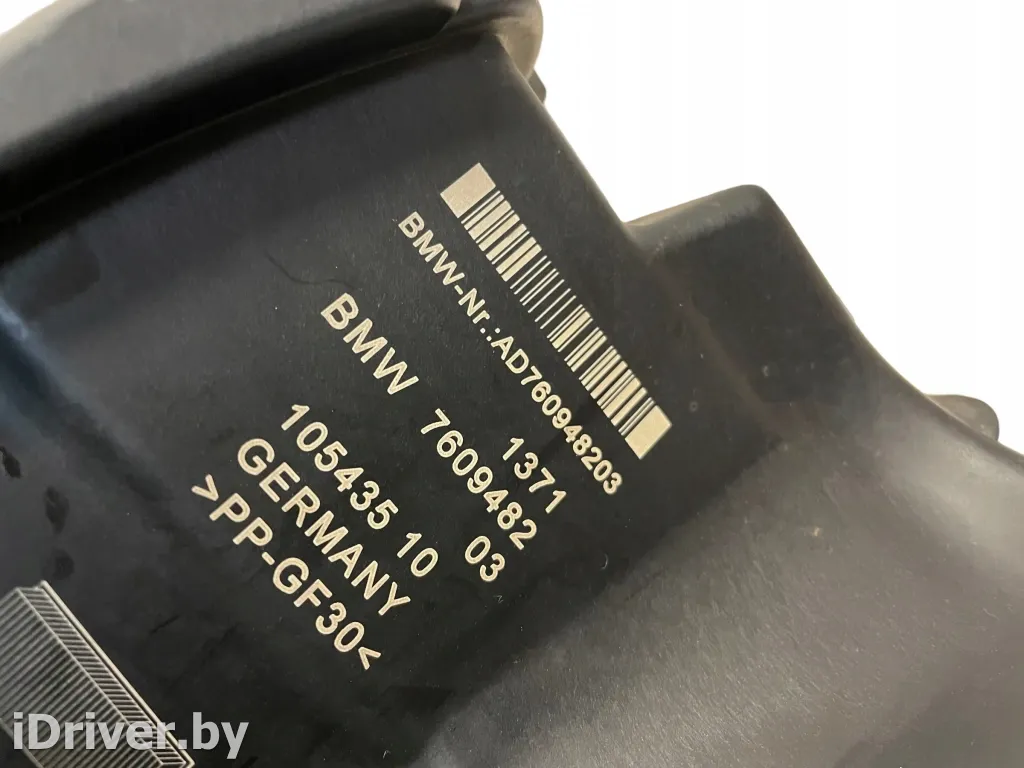 BMW-Nr.:AD760948203
1371
BMW 7609482 03
105435 10
GERMANY
>PP-GF30<
iDriver.by